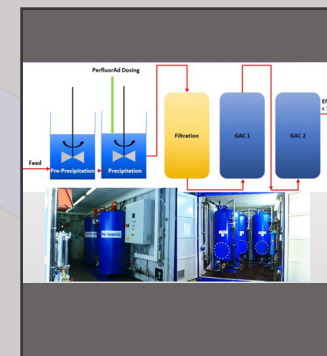 PerfluorAd Dosing
Feed
Pre-Precipitation
Precipitation
Filtration
GAC 1
GAC 2